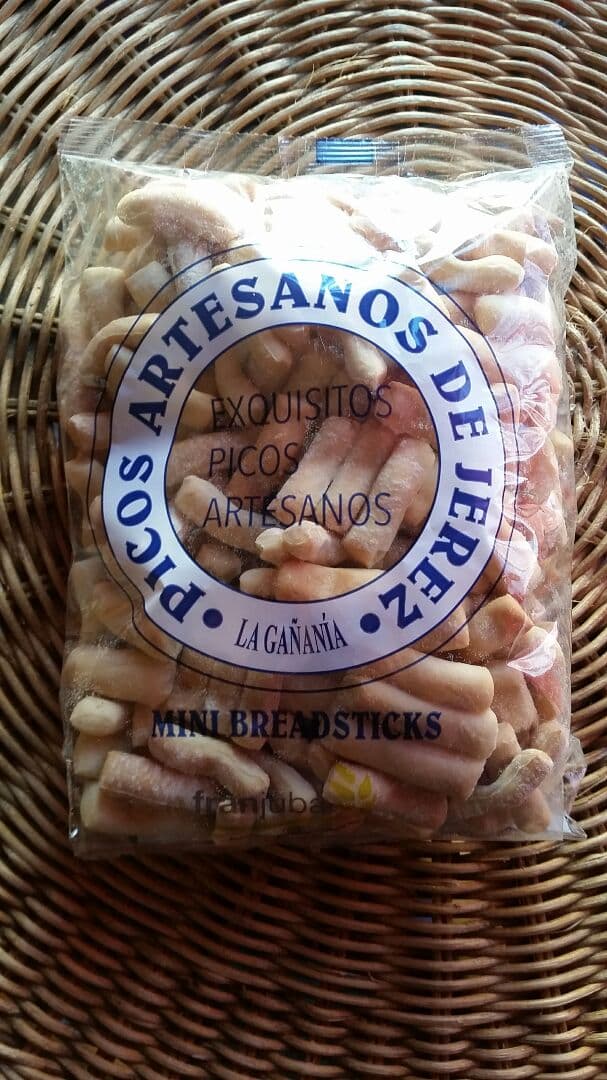 • PICOS ARTESANOS DE JEREZ •
EXQUISITOS
PICOS
ARTESANOS
LA GAÑANÍA
MINI BREADSTICKS
franjuba